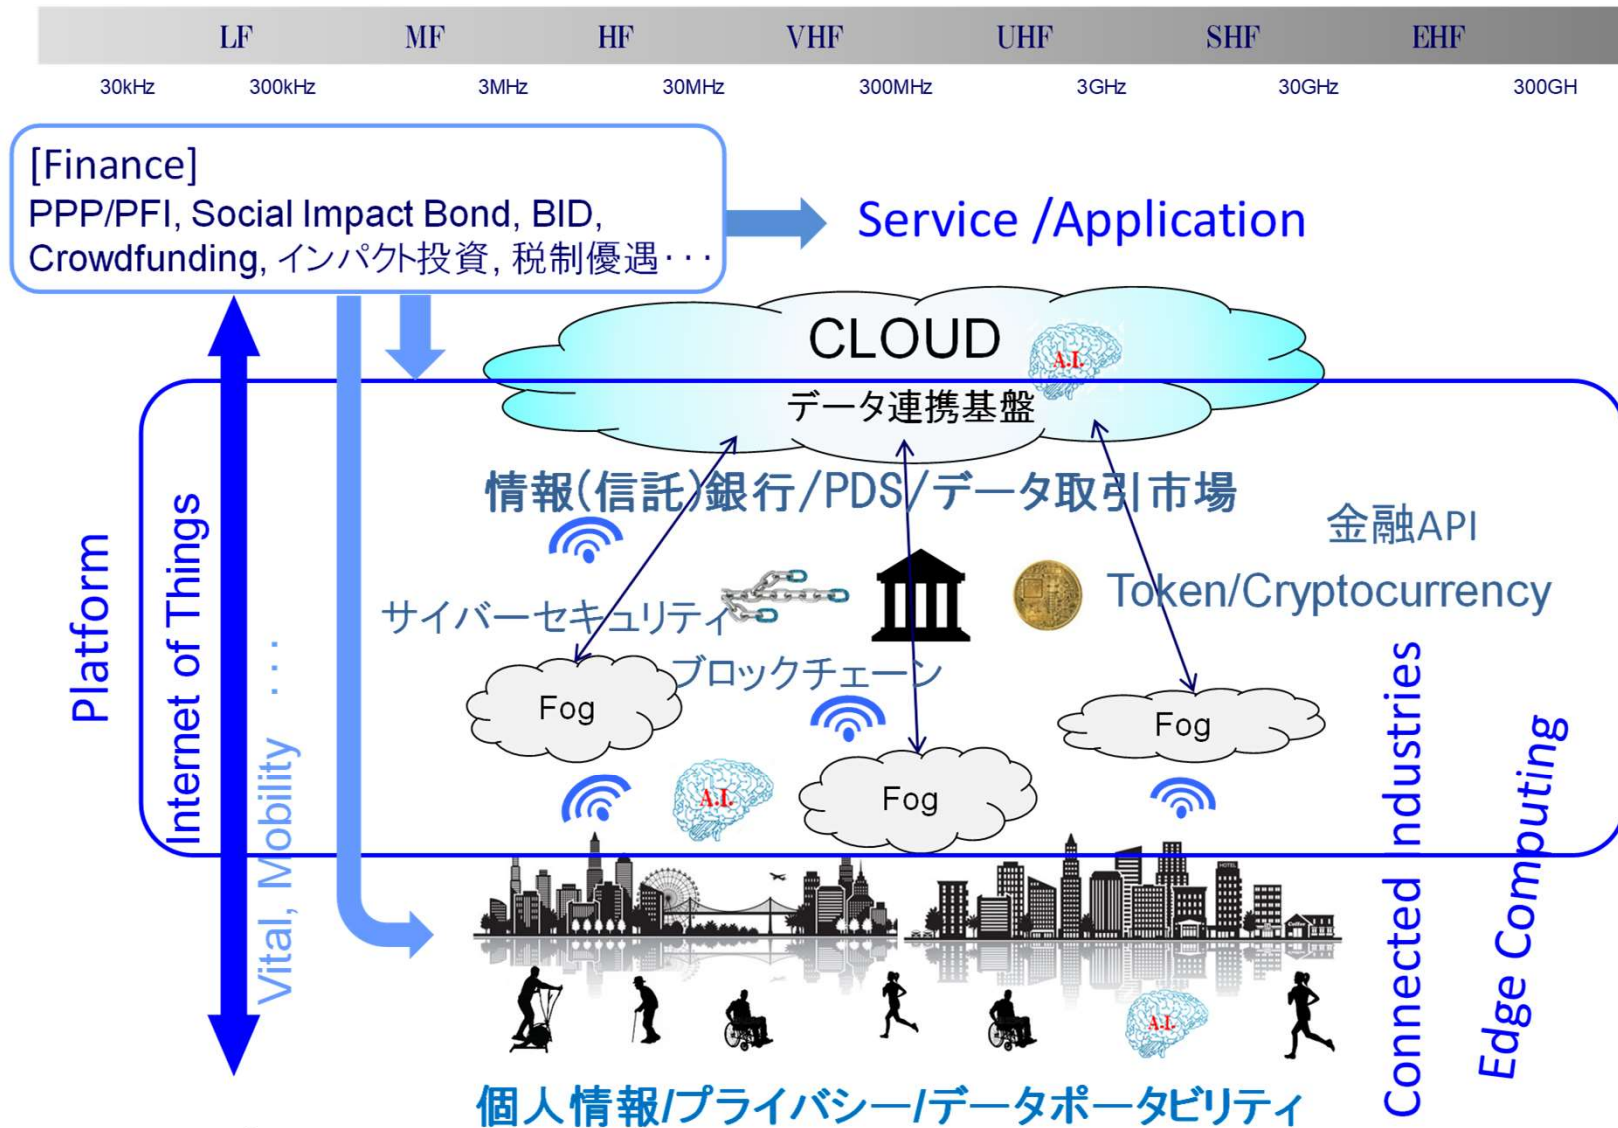 LF MF HF VHF UHF SHF EHF
30kHz 300kHz 3MHz 30MHz 300MHz 3GHz 30GHz 300GH
[Finance]
PPP/PFI, Social Impact Bond, BID,
Crowdfunding, インパクト投資, 税制優遇･･･
Service /Application
CLOUD
A.I.
データ連携基盤
情報(信託)銀行/PDS/データ取引市場
金融API
Token/Cryptocurrency
サイバーセキュリティ
ブロックチェーン
Fog
Fog
Fog
A.I.
Platform
Internet of Things
Vital, Mobility ･･･
Connected Industries
Edge Computing
HOTEL
A.I.
個人情報/プライバシー/データポータビリティ